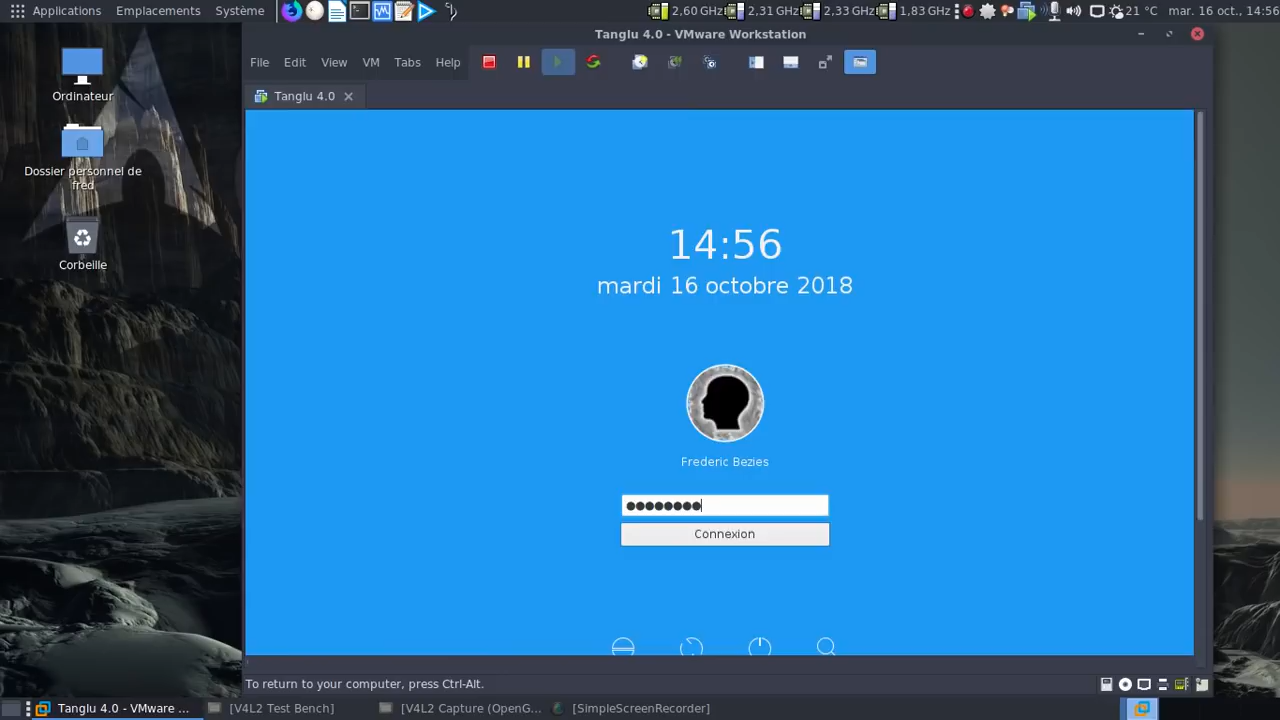 Applications Emplacements Système
2,60 GHz 2,31 GHz 2,33 GHz 1,83 GHz 21 °C mar. 16 oct., 14:56
Tanglu 4.0 - VMware Workstation
File Edit View VM Tabs Help
Tanglu 4.0
Ordinateur
Dossier personnel de
fred
Corbeille
14:56
mardi 16 octobre 2018
Frederic Bezies
Connexion
To return to your computer, press Ctrl-Alt.
Tanglu 4.0 - VMware ... [V4L2 Test Bench] [V4L2 Capture (OpenG... [SimpleScreenRecorder]